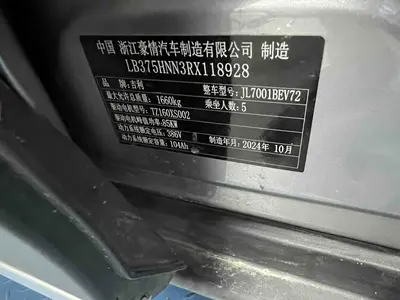 中国 浙江豪情汽车制造有限公司 制造
LB375HNN3RX118928
品 牌:吉利 整车型号:JL7001BEV72
最大允许总质量:1660kg 乘坐人数:5
驱动电机型号:TZ160XS002
驱动电机峰值功率:85KW
动力系统额定电压:386V
动力系统额定容量:104Ah 制造年月:2024年10月